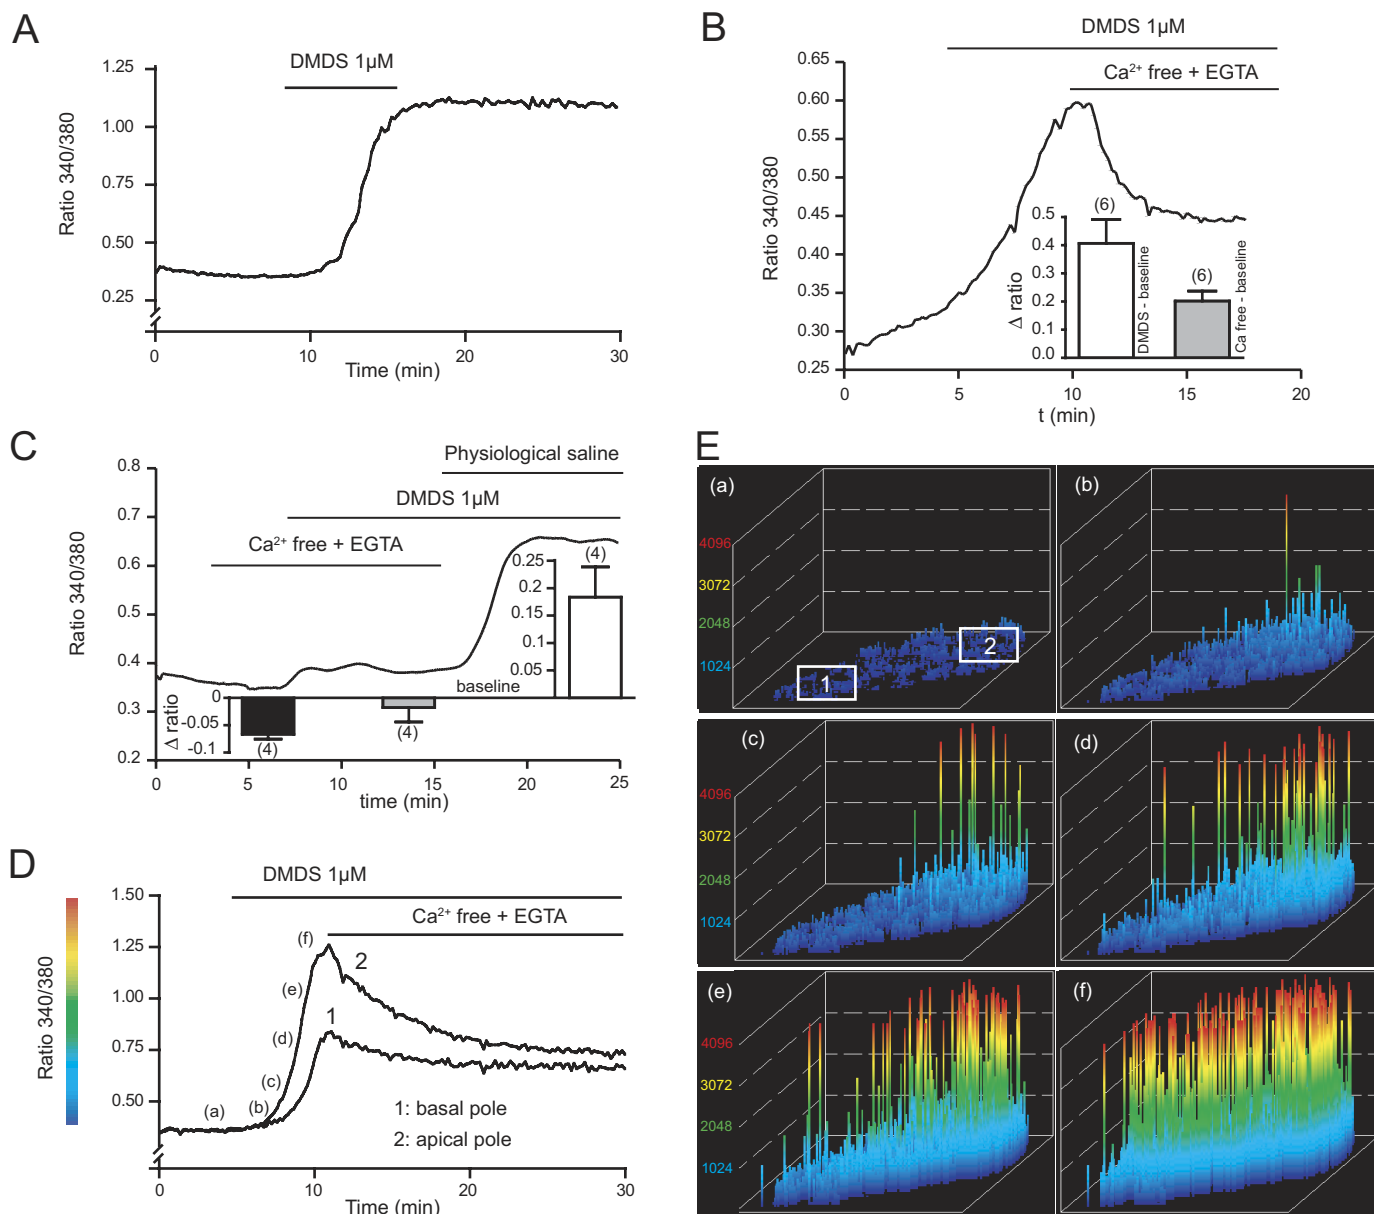 A
DMDS 1µM
1.25
1.00
0.75
0.50
0.25
Ratio 340/380
0
10
20
30
Time (min)
B
DMDS 1µM
Ca²⁺ free + EGTA
0.65
0.60
0.55
0.50
0.45
0.40
0.35
0.30
0.25
Ratio 340/380
0
5
10
15
20
t (min)
0.5
0.4
0.3
0.2
0.1
0.0
Δ ratio
(6)
DMDS - baseline
(6)
Ca free - baseline
C
Physiological saline
DMDS 1µM
Ca²⁺ free + EGTA
0.8
0.7
0.6
0.5
0.4
0.3
0.2
Ratio 340/380
0
5
10
15
20
25
time (min)
0.25
0.2
0.15
0.1
0.05
(4)
baseline
0
-0.05
-0.1
Δ ratio
(4)
(4)
D
DMDS 1µM
Ca²⁺ free + EGTA
1.50
1.25
1.00
0.75
0.50
Ratio 340/380
(a)
(b)
(c)
(d)
(e)
(f)
2
1
1: basal pole
2: apical pole
0
10
20
30
Time (min)
E
(a)
4096
3072
2048
1024
1
2
(b)
(c)
4096
3072
2048
1024
(d)
(e)
4096
3072
2048
1024
(f)